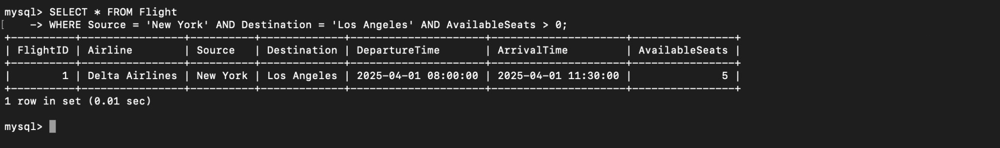 mysql> SELECT * FROM Flight
[    -> WHERE Source = 'New York' AND Destination = 'Los Angeles' AND AvailableSeats > 0;
+----------+----------------+----------+-------------+---------------------+---------------------+----------------+
| FlightID | Airline        | Source   | Destination | DepartureTime       | ArrivalTime         | AvailableSeats |
+----------+----------------+----------+-------------+---------------------+---------------------+----------------+
|        1 | Delta Airlines | New York | Los Angeles | 2025-04-01 08:00:00 | 2025-04-01 11:30:00 |              5 |
+----------+----------------+----------+-------------+---------------------+---------------------+----------------+
1 row in set (0.01 sec)
mysql>